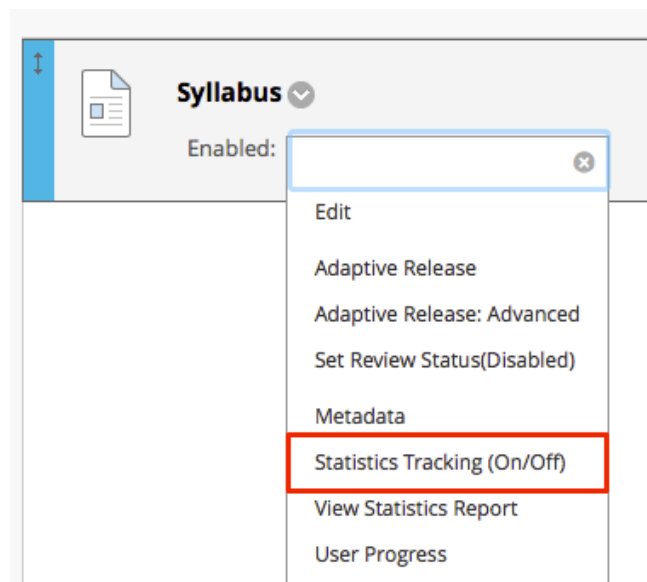 Syllabus
Enabled:
Edit
Adaptive Release
Adaptive Release: Advanced
Set Review Status(Disabled)
Metadata
Statistics Tracking (On/Off)
View Statistics Report
User Progress